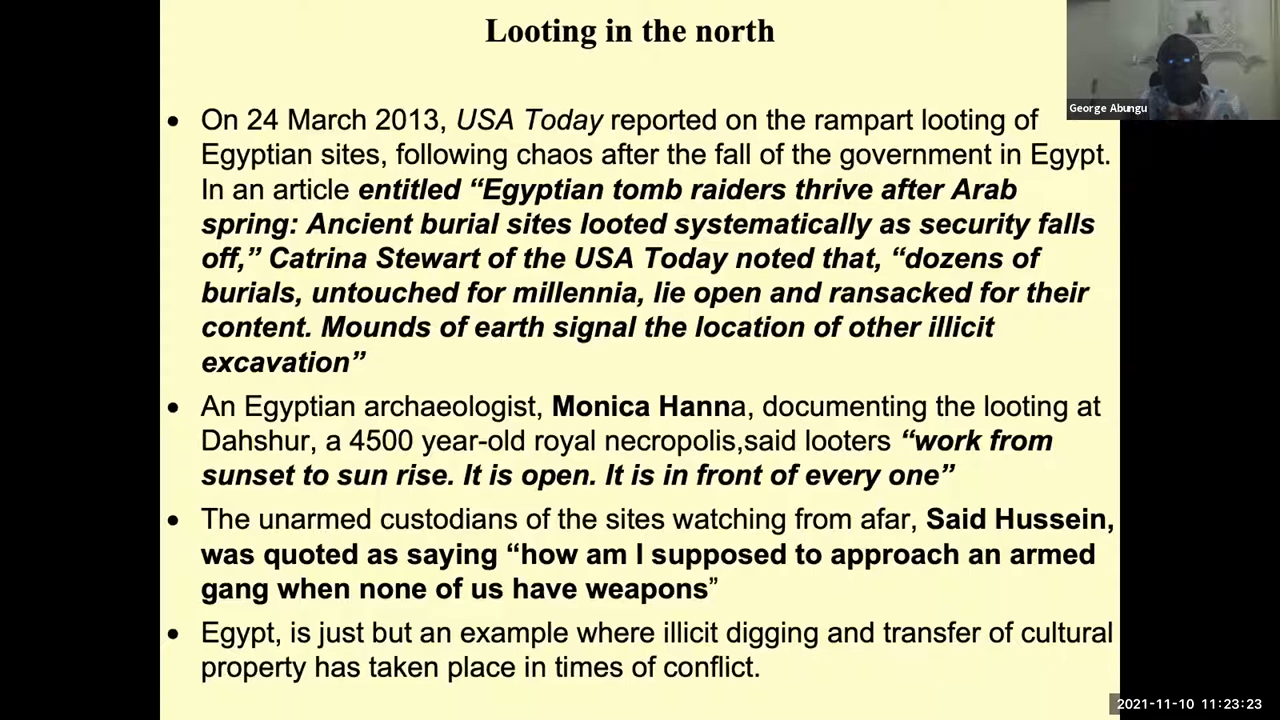 Looting in the north
George Abungu
• On 24 March 2013, USA Today reported on the rampart looting of
Egyptian sites, following chaos after the fall of the government in Egypt.
In an article entitled “Egyptian tomb raiders thrive after Arab
spring: Ancient burial sites looted systematically as security falls
off,” Catrina Stewart of the USA Today noted that, “dozens of
burials, untouched for millennia, lie open and ransacked for their
content. Mounds of earth signal the location of other illicit
excavation”
• An Egyptian archaeologist, Monica Hanna, documenting the looting at
Dahshur, a 4500 year-old royal necropolis,said looters “work from
sunset to sun rise. It is open. It is in front of every one”
• The unarmed custodians of the sites watching from afar, Said Hussein,
was quoted as saying “how am I supposed to approach an armed
gang when none of us have weapons”
• Egypt, is just but an example where illicit digging and transfer of cultural
property has taken place in times of conflict.
2021-11-10 11:23:23